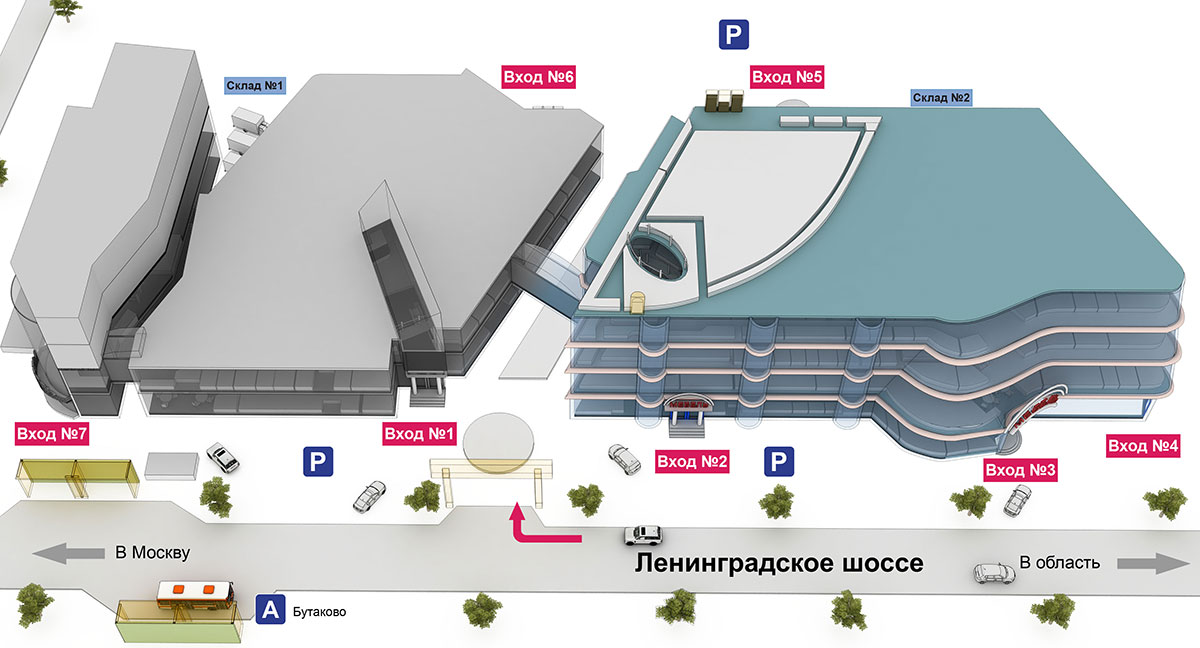 P
Склад №1
Вход №6
Вход №5
Склад №2
Вход №7
Вход №1
P
Вход №2
P
Вход №3
Вход №4
В Москву
Ленинградское шоссе
В область
A
Бутаково